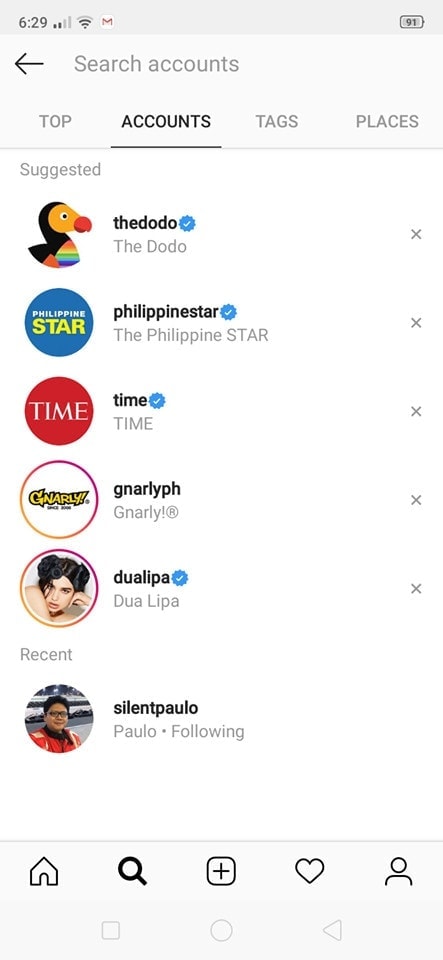 6:29
91
Search accounts
TOP ACCOUNTS TAGS PLACES
Suggested
thedodo
The Dodo
PHILIPPINE
STAR
philippinestar
The Philippine STAR
TIME
time
TIME
GNARLY!®
SINCE 2006
gnarlyph
Gnarly!®
dualipa
Dua Lipa
Recent
silentpaulo
Paulo • Following